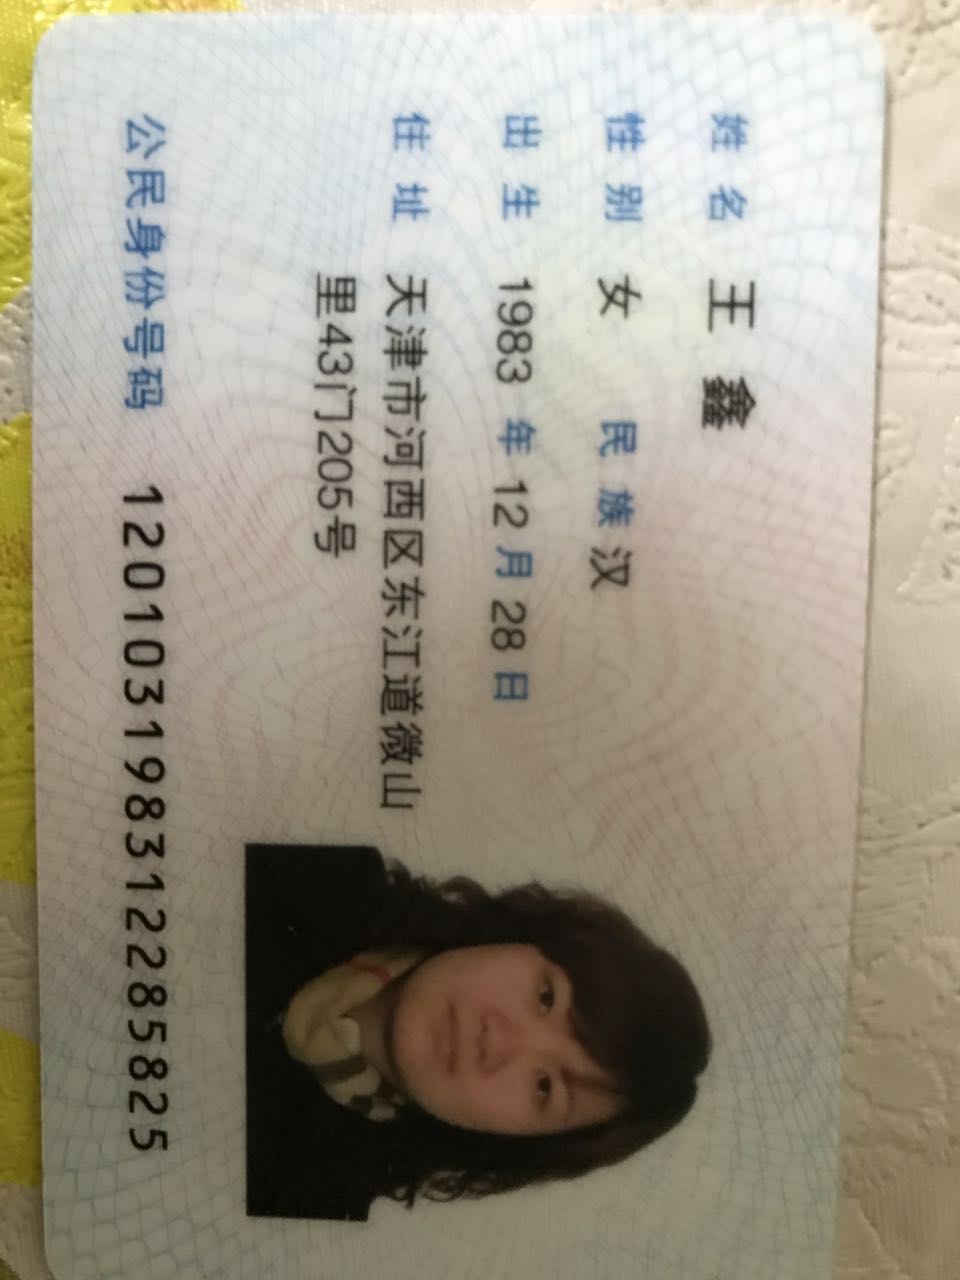 姓名 王鑫
性别 女 民族 汉
出生 1983 年 12 月 28 日
住址 天津市河西区东江道微山
里43门205号
公民身份号码 120103198312285825